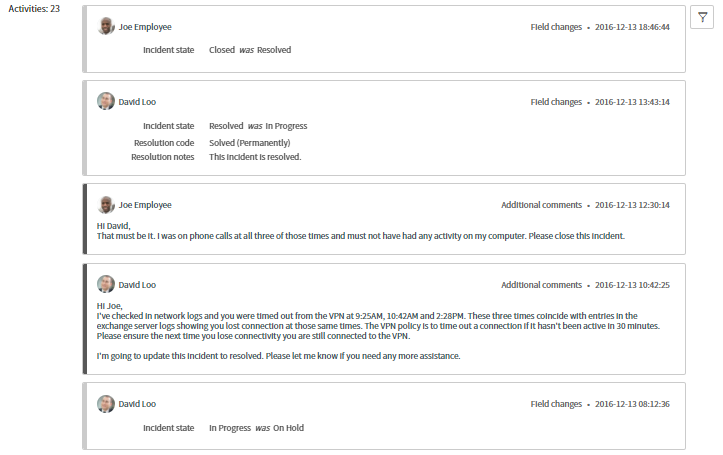 Activities: 23
Joe Employee
Field changes • 2016-12-13 18:46:44
Incident state Closed was Resolved
David Loo
Field changes • 2016-12-13 13:43:14
Incident state Resolved was In Progress
Resolution code Solved (Permanently)
Resolution notes This incident is resolved.
Joe Employee
Additional comments • 2016-12-13 12:30:14
Hi David,
That must be it. I was on phone calls at all three of those times and must not have had any activity on my computer. Please close this incident.
David Loo
Additional comments • 2016-12-13 10:42:25
Hi Joe,
I've checked in network logs and you were timed out from the VPN at 9:25AM, 10:42AM and 2:28PM. These three times coincide with entries in the
exchange server logs showing you lost connection at those same times. The VPN policy is to time out a connection if it hasn't been active in 30 minutes.
Please ensure the next time you lose connectivity you are still connected to the VPN.
I'm going to update this incident to resolved. Please let me know if you need any more assistance.
David Loo
Field changes • 2016-12-13 08:12:36
Incident state In Progress was On Hold